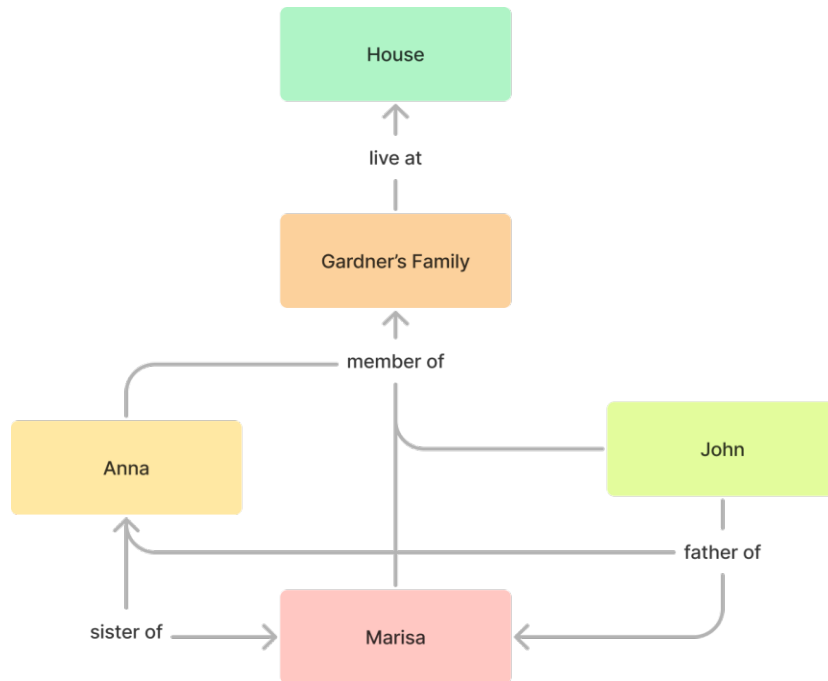 House
live at
Gardner’s Family
member of
Anna
John
father of
sister of
Marisa